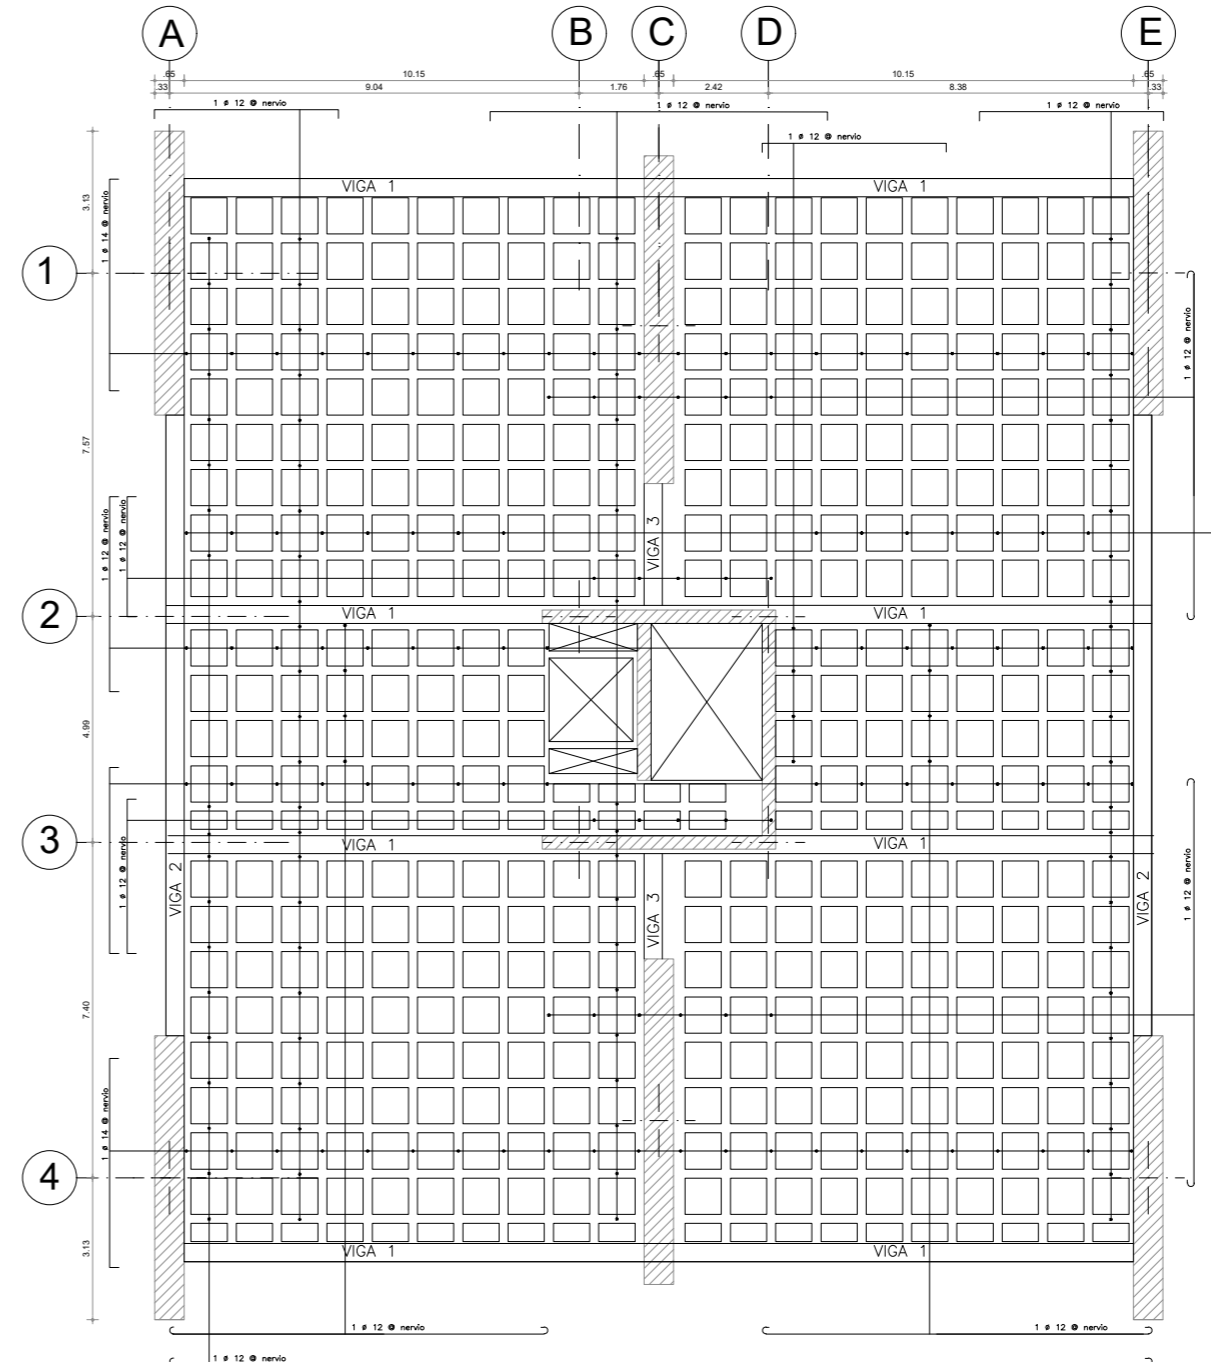 A B C D E
.65 10.15 .65 10.15 .65
.33 9.04 1.76 2.42 8.38 .33
1 ø 12 @ nervio 1 ø 12 @ nervio 1 ø 12 @ nervio
1 ø 12 @ nervio
VIGA 1 VIGA 1
3.13
1 ø 14 @ nervio
1
1 ø 12 @ nervio
7.57
1 ø 12 @ nervio
1 ø 12 @ nervio
VIGA 3
2
VIGA 1 VIGA 1
4.99
3
VIGA 1 VIGA 1
1 ø 12 @ nervio
VIGA 2
VIGA 3
VIGA 2
1 ø 12 @ nervio
7.40
1 ø 14 @ nervio
4
3.13
VIGA 1 VIGA 1
1 ø 12 @ nervio 1 ø 12 @ nervio
1 ø 12 @ nervio